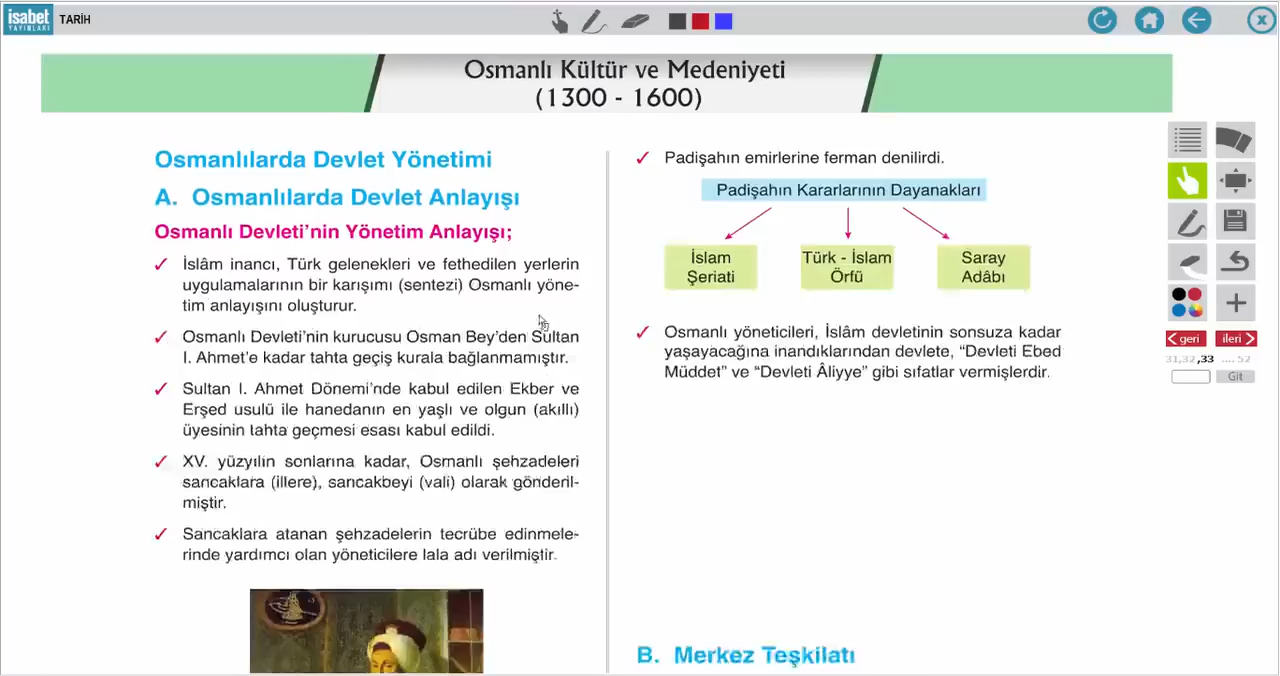 isabet
YAYINLARI
TARİH
Osmanlı Kültür ve Medeniyeti
(1300 - 1600)
Osmanlılarda Devlet Yönetimi
A. Osmanlılarda Devlet Anlayışı
Osmanlı Devleti'nin Yönetim Anlayışı;
✓ İslâm inancı, Türk gelenekleri ve fethedilen yerlerin
uygulamalarının bir karışımı (sentezi) Osmanlı yöne-
tim anlayışını oluşturur.
✓ Osmanlı Devleti'nin kurucusu Osman Bey'den Sultan
I. Ahmet'e kadar tahta geçiş kurala bağlanmamıştır.
✓ Sultan I. Ahmet Dönemi'nde kabul edilen Ekber ve
Erşed usulü ile hanedanın en yaşlı ve olgun (akıllı)
üyesinin tahta geçmesi esası kabul edildi.
✓ XV. yüzyılın sonlarına kadar, Osmanlı şehzadeleri
sancaklara (illere), sancakbeyi (vali) olarak gönderil-
miştir.
✓ Sancaklara atanan şehzadelerin tecrübe edinmele-
rinde yardımcı olan yöneticilere lala adı verilmiştir.
✓ Padişahın emirlerine ferman denilirdi.
Padişahın Kararlarının Dayanakları
İslam
Şeriati
Türk - İslam
Örfü
Saray
Adâbı
✓ Osmanlı yöneticileri, İslâm devletinin sonsuza kadar
yaşayacağına inandıklarından devlete, “Devleti Ebed
Müddet” ve “Devleti Âliyye” gibi sıfatlar vermişlerdir.
B. Merkez Teşkilatı
geri
ileri
31,32,33 .... 52
Git